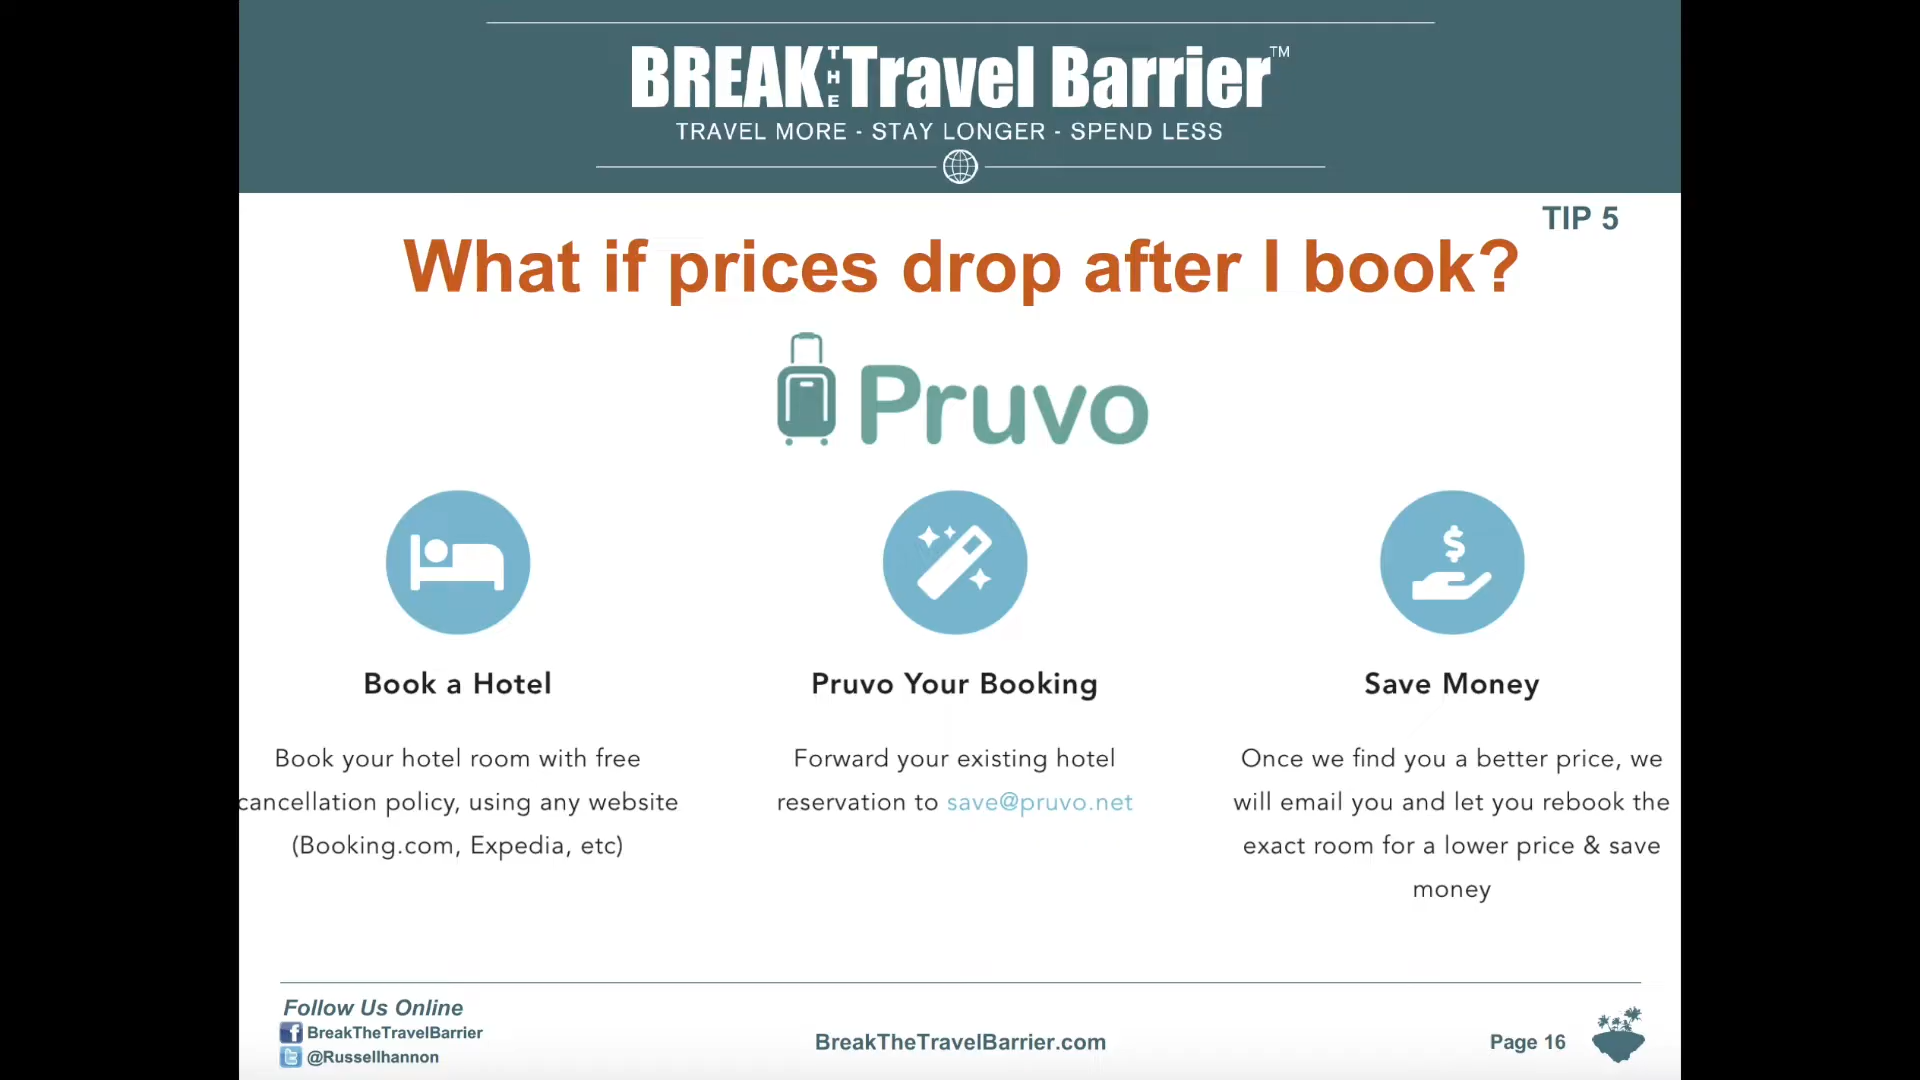 BREAK THE Travel Barrier™
TRAVEL MORE - STAY LONGER - SPEND LESS
TIP 5
What if prices drop after I book?
Pruvo
Book a Hotel
Book your hotel room with free
cancellation policy, using any website
(Booking.com, Expedia, etc)
Pruvo Your Booking
Forward your existing hotel
reservation to save@pruvo.net
Save Money
Once we find you a better price, we
will email you and let you rebook the
exact room for a lower price & save
money
Follow Us Online
BreakTheTravelBarrier
@Russellhannon
BreakTheTravelBarrier.com
Page 16